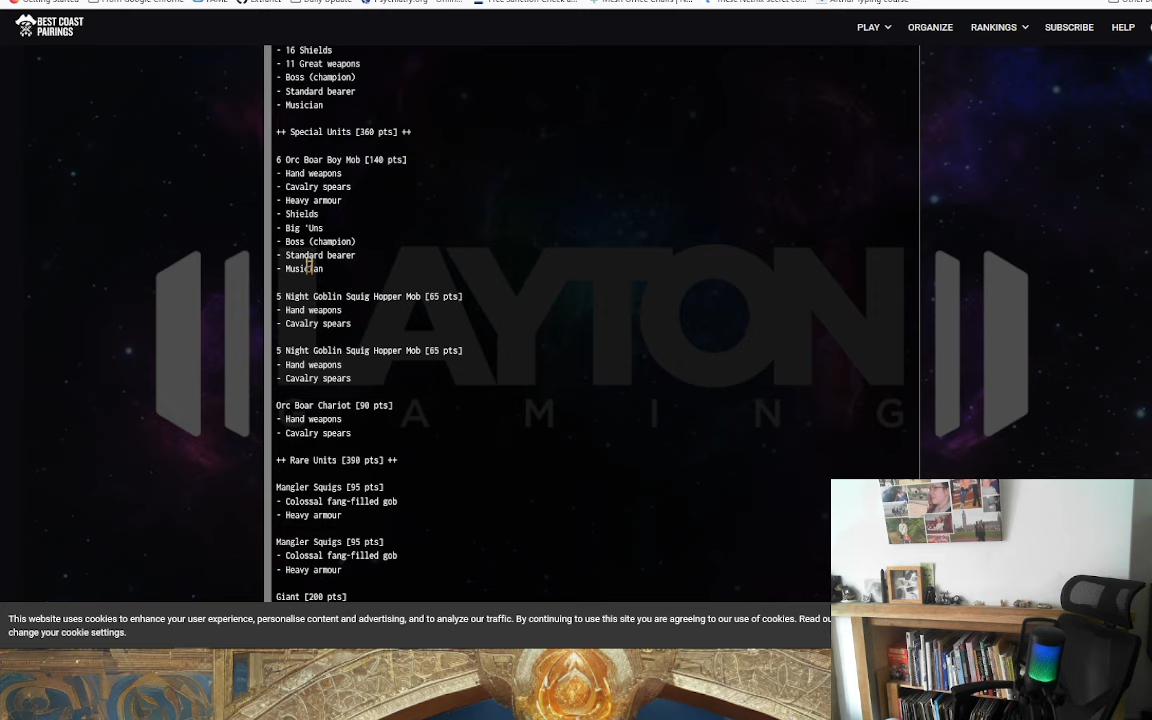 BEST COAST
PAIRINGS
PLAY
ORGANIZE
RANKINGS
SUBSCRIBE
HELP
- 16 Shields
- 11 Great weapons
- Boss (champion)
- Standard bearer
- Musician
++ Special Units [360 pts] ++
6 Orc Boar Boy Mob [140 pts]
- Hand weapons
- Cavalry spears
- Heavy armour
- Shields
- Big 'Uns
- Boss (champion)
- Standard bearer
- Musician
5 Night Goblin Squig Hopper Mob [65 pts]
- Hand weapons
- Cavalry spears
5 Night Goblin Squig Hopper Mob [65 pts]
- Hand weapons
- Cavalry spears
Orc Boar Chariot [90 pts]
- Hand weapons
- Cavalry spears
++ Rare Units [390 pts] ++
Mangler Squigs [95 pts]
- Colossal fang-filled gob
- Heavy armour
Mangler Squigs [95 pts]
- Colossal fang-filled gob
- Heavy armour
Giant [200 pts]
LAYTON
GAMING
This website uses cookies to enhance your user experience, personalise content and advertising, and to analyze our traffic. By continuing to use this site you are agreeing to our use of cookies. Read
change your cookie settings.